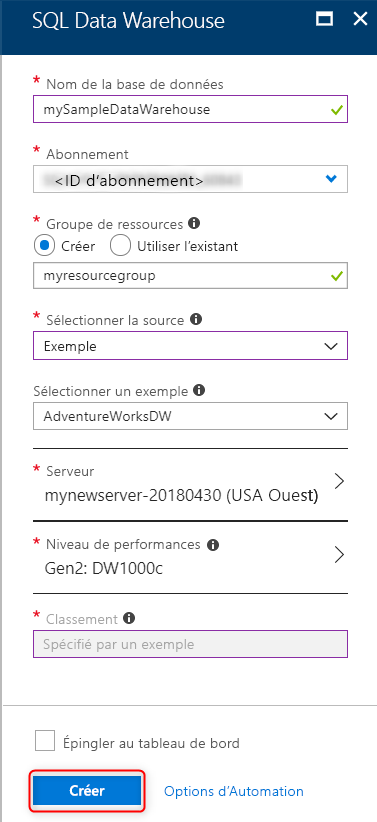 SQL Data Warehouse
* Nom de la base de données
mySampleDataWarehouse
* Abonnement
<ID d’abonnement>
* Groupe de ressources
Créer Utiliser l’existant
myresourcegroup
* Sélectionner la source
Exemple
Sélectionner un exemple
AdventureWorksDW
* Serveur
mynewserver-20180430 (USA Ouest)
* Niveau de performances
Gen2: DW1000c
* Classement
Spécifié par un exemple
Épingler au tableau de bord
Créer Options d’Automation